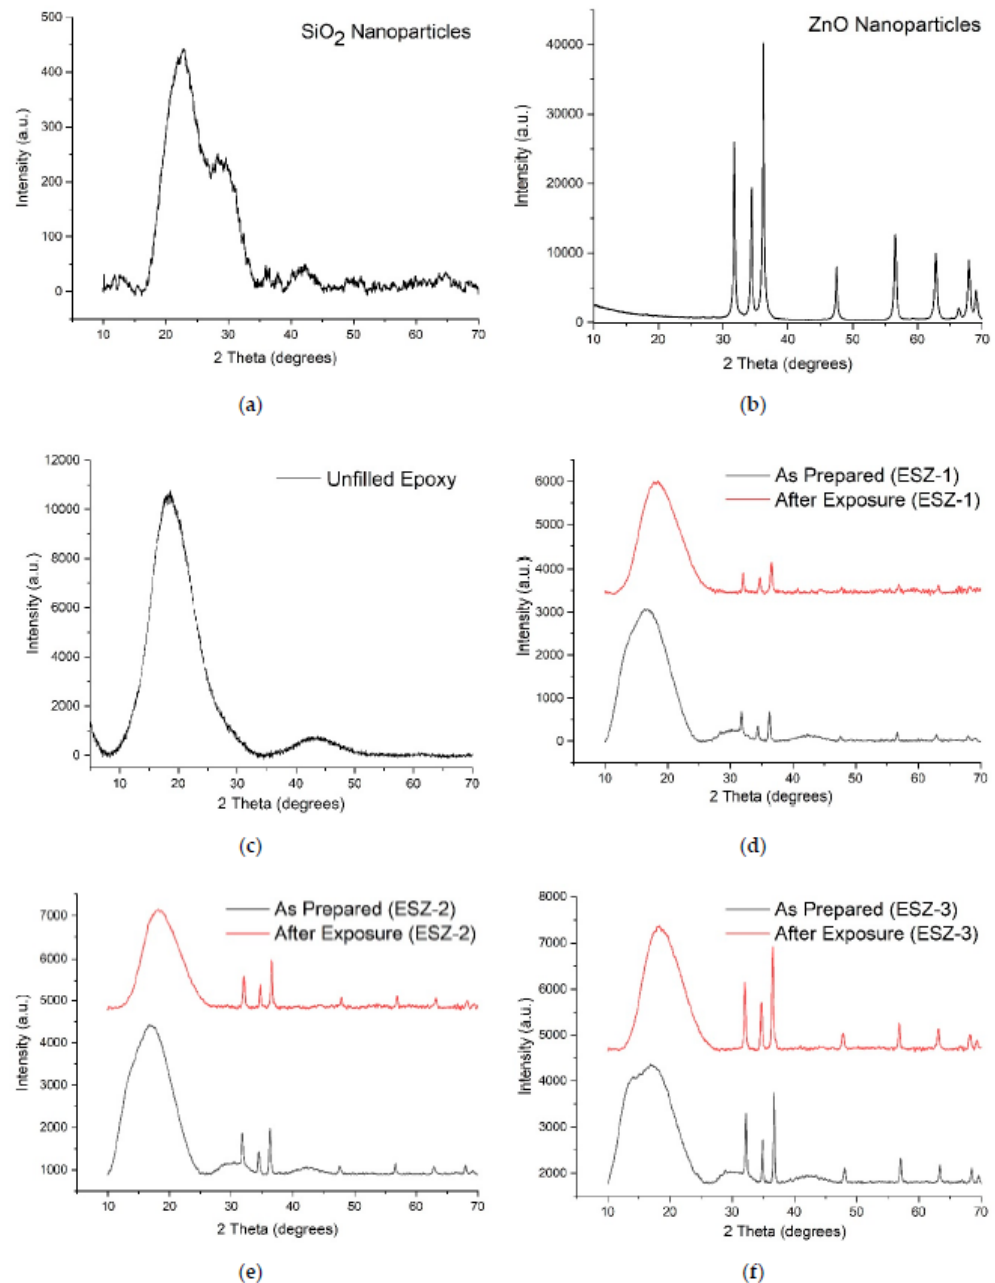 SiO2 Nanoparticles
500
400
300
200
100
0
10 20 30 40 50 60 70
Intensity (a.u.)
2 Theta (degrees)
(a)
ZnO Nanoparticles
40000
30000
20000
10000
0
10 20 30 40 50 60 70
Intensity (a.u.)
2 Theta (degrees)
(b)
Unfilled Epoxy
12000
10000
8000
6000
4000
2000
0
10 20 30 40 50 60 70
Intensity (a.u.)
2 Theta (degrees)
(c)
As Prepared (ESZ-1)
After Exposure (ESZ-1)
6000
5000
4000
3000
2000
1000
0
10 20 30 40 50 60 70
Intensity (a.u.)
2 Theta (degrees)
(d)
As Prepared (ESZ-2)
After Exposure (ESZ-2)
7000
6000
5000
4000
3000
2000
1000
10 20 30 40 50 60 70
Intensity (a.u.)
2 Theta (degrees)
(e)
As Prepared (ESZ-3)
After Exposure (ESZ-3)
8000
7000
6000
5000
4000
3000
2000
10 20 30 40 50 60 70
Intensity (a.u.)
2 Theta (degrees)
(f)